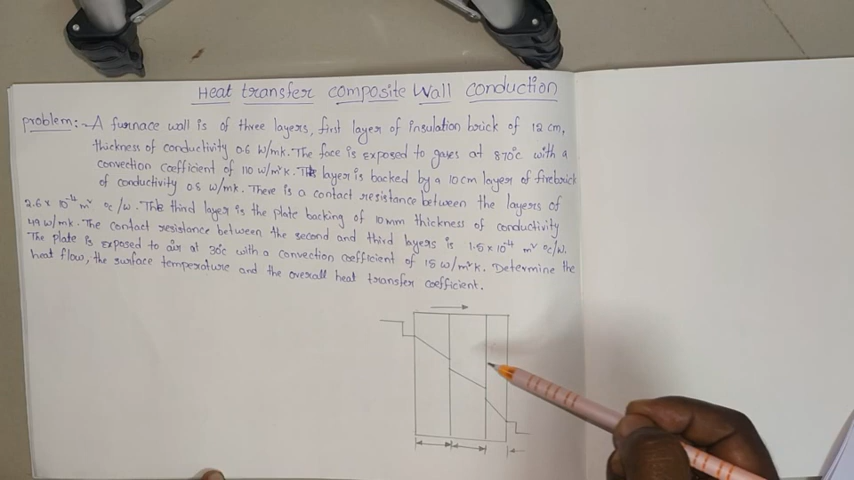 Heat transfer composite Wall conduction
problem:- A furnace wall is of three layers, first layer of insulation brick of 12 cm,
thickness of conductivity 0.6 W/mk. The face is exposed to gases at 870°c with a
convection coefficient of 110 W/m²k. The layer is backed by a 10 cm layer of firebrick
of conductivity 0.8 W/mk. There is a contact resistance between the layers of
2.6 x 10⁻⁴ m² °c/W. The third layer is the plate backing of 10mm thickness of conductivity
49 W/mk. The contact resistance between the second and third layers is 1.5 x 10⁻⁴ m² °c/W.
The plate is exposed to air at 30°c with a convection coefficient of 15 W/m²k. Determine the
heat flow, the surface temperature and the overall heat transfer coefficient.